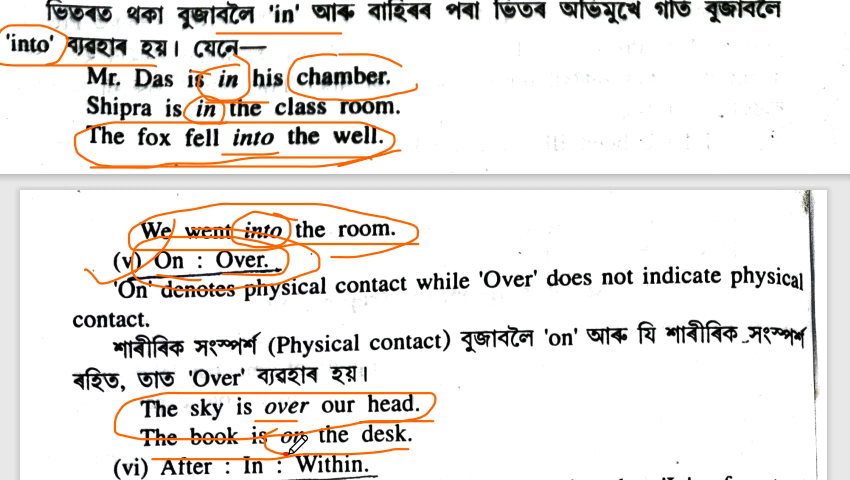 ভিতৰত থকা বুজাবলৈ 'in' আৰু বাহিৰৰ পৰা ভিতৰ অভিমুখে গতি বুজাবলৈ
'into' ব্যৱহাৰ হয়। যেনে—
Mr. Das is in his chamber.
Shipra is in the class room.
The fox fell into the well.
We went into the room.
(v) On : Over.
'On' denotes physical contact while 'Over' does not indicate physical
contact.
শাৰীৰিক সংস্পৰ্শ (Physical contact) বুজাবলৈ 'on' আৰু যি শাৰীৰিক সংস্পৰ্শ
ৰহিত, তাত 'Over' ব্যৱহাৰ হয়।
The sky is over our head.
The book is on the desk.
(vi) After : In : Within.